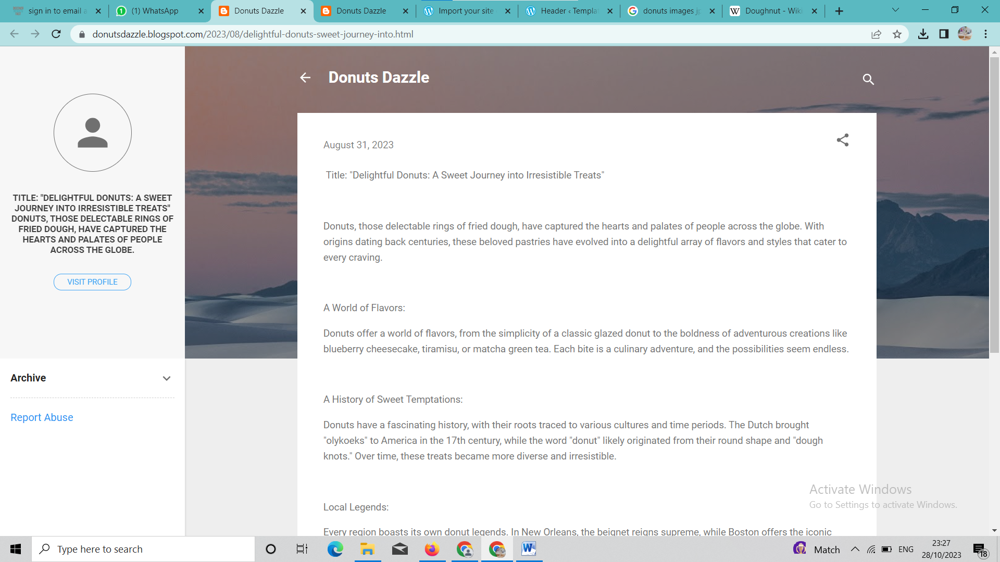 sign in to email a
(1) WhatsApp
Donuts Dazzle
Donuts Dazzle
Import your site
Header ‹ Templat
donuts images jp
Doughnut - Wiki
donutsdazzle.blogspot.com/2023/08/delightful-donuts-sweet-journey-into.html
Donuts Dazzle
TITLE: "DELIGHTFUL DONUTS: A SWEET
JOURNEY INTO IRRESISTIBLE TREATS"
DONUTS, THOSE DELECTABLE RINGS OF
FRIED DOUGH, HAVE CAPTURED THE
HEARTS AND PALATES OF PEOPLE
ACROSS THE GLOBE.
VISIT PROFILE
Archive
Report Abuse
August 31, 2023
Title: "Delightful Donuts: A Sweet Journey into Irresistible Treats"
Donuts, those delectable rings of fried dough, have captured the hearts and palates of people across the globe. With
origins dating back centuries, these beloved pastries have evolved into a delightful array of flavors and styles that cater to
every craving.
A World of Flavors:
Donuts offer a world of flavors, from the simplicity of a classic glazed donut to the boldness of adventurous creations like
blueberry cheesecake, tiramisu, or matcha green tea. Each bite is a culinary adventure, and the possibilities seem endless.
A History of Sweet Temptations:
Donuts have a fascinating history, with their roots traced to various cultures and time periods. The Dutch brought
"olykoeks" to America in the 17th century, while the word "donut" likely originated from their round shape and "dough
knots." Over time, these treats became more diverse and irresistible.
Local Legends:
Every region boasts its own donut legends. In New Orleans, the beignet reigns supreme, while Boston offers the iconic
Activate Windows
Go to Settings to activate Windows.
Type here to search
Match
ENG
23:27
28/10/2023
18